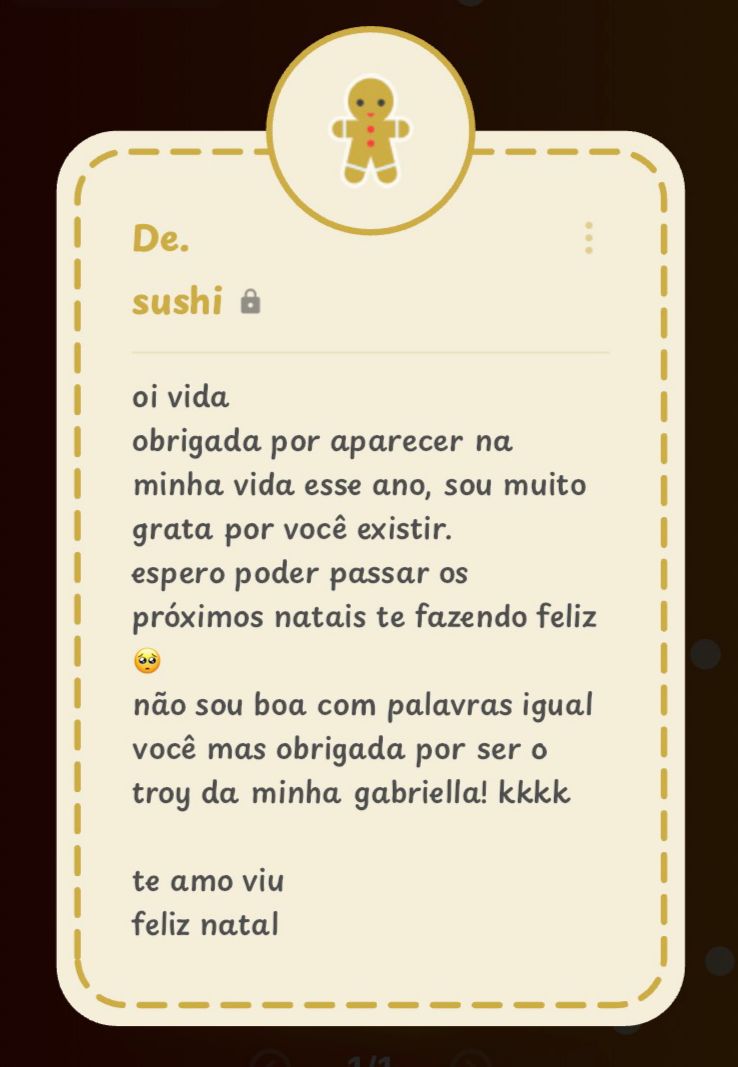 De.
sushi
oi vida
obrigada por aparecer na
minha vida esse ano, sou muito
grata por você existir.
espero poder passar os
próximos natais te fazendo feliz
🥺
não sou boa com palavras igual
você mas obrigada por ser o
troy da minha gabriella! kkkk
te amo viu
feliz natal
1/1